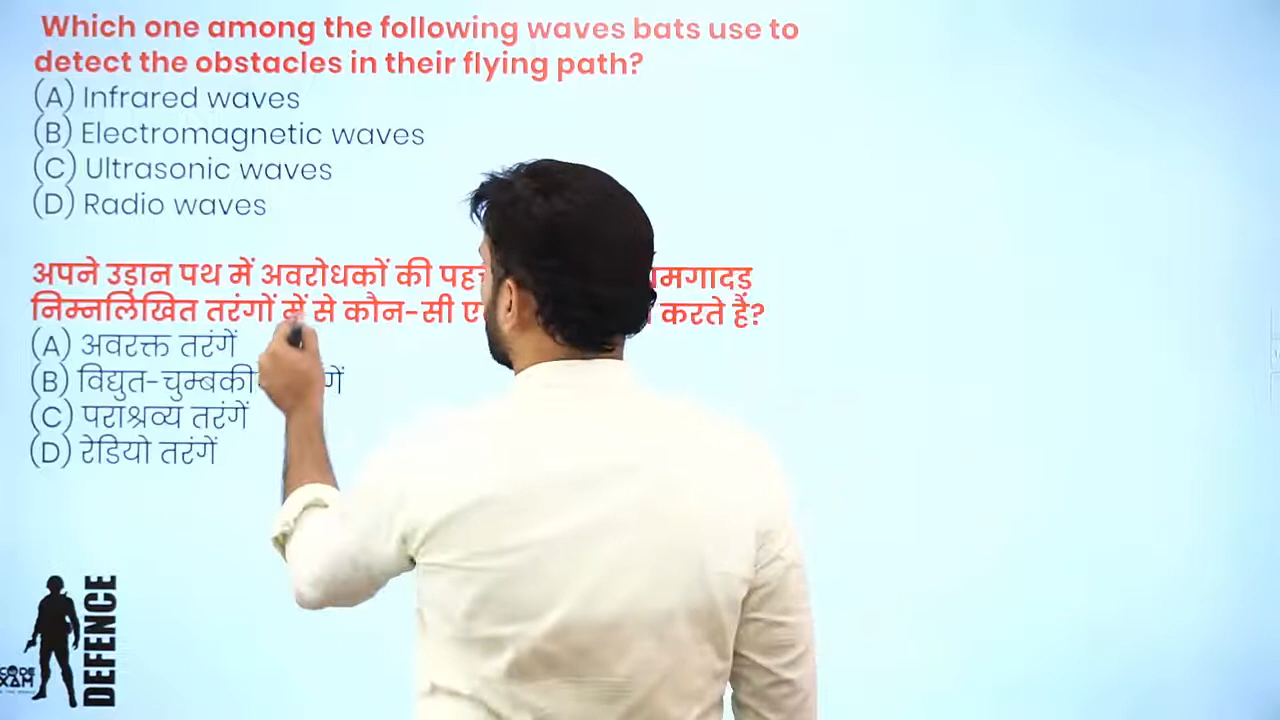 Which one among the following waves bats use to
detect the obstacles in their flying path?
(A) Infrared waves
(B) Electromagnetic waves
(C) Ultrasonic waves
(D) Radio waves
अपने उड़ान पथ में अवरोधकों की
निम्नलिखित तरंगों में से कौन-सी करते हैं?
(A) अवरक्त तरंगें
(B)
(C) पराश्रव्य तरंगें
(D) रेडियो तरंगें
DEFENCE